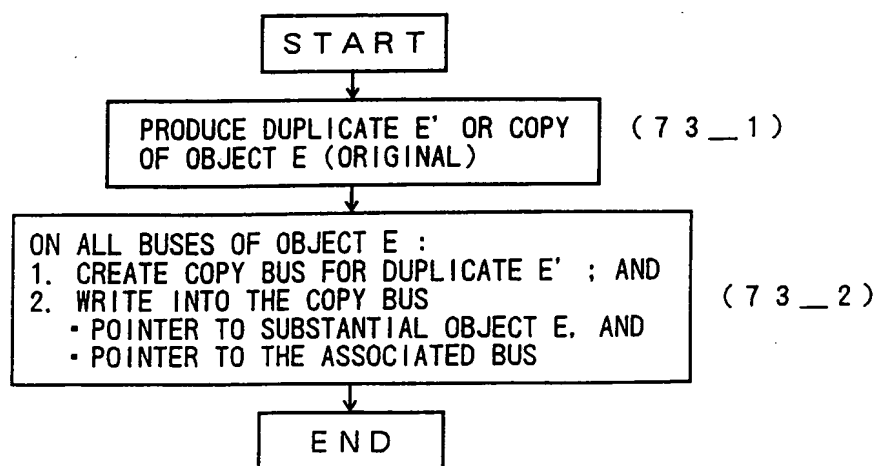 START
PRODUCE DUPLICATE E' OR COPY (73_1)
OF OBJECT E (ORIGINAL)
ON ALL BUSES OF OBJECT E :
1. CREATE COPY BUS FOR DUPLICATE E' ; AND
2. WRITE INTO THE COPY BUS (73_2)
・POINTER TO SUBSTANTIAL OBJECT E. AND
・POINTER TO THE ASSOCIATED BUS
END